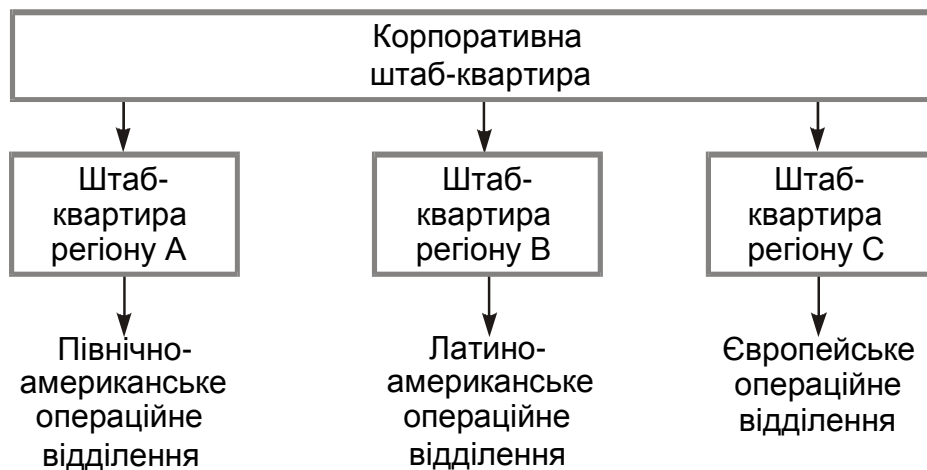 Корпоративна
штаб-квартира
Штаб-
квартира
регіону А
Штаб-
квартира
регіону В
Штаб-
квартира
регіону С
Північно-
американське
операційне
відділення
Латино-
американське
операційне
відділення
Європейське
операційне
відділення